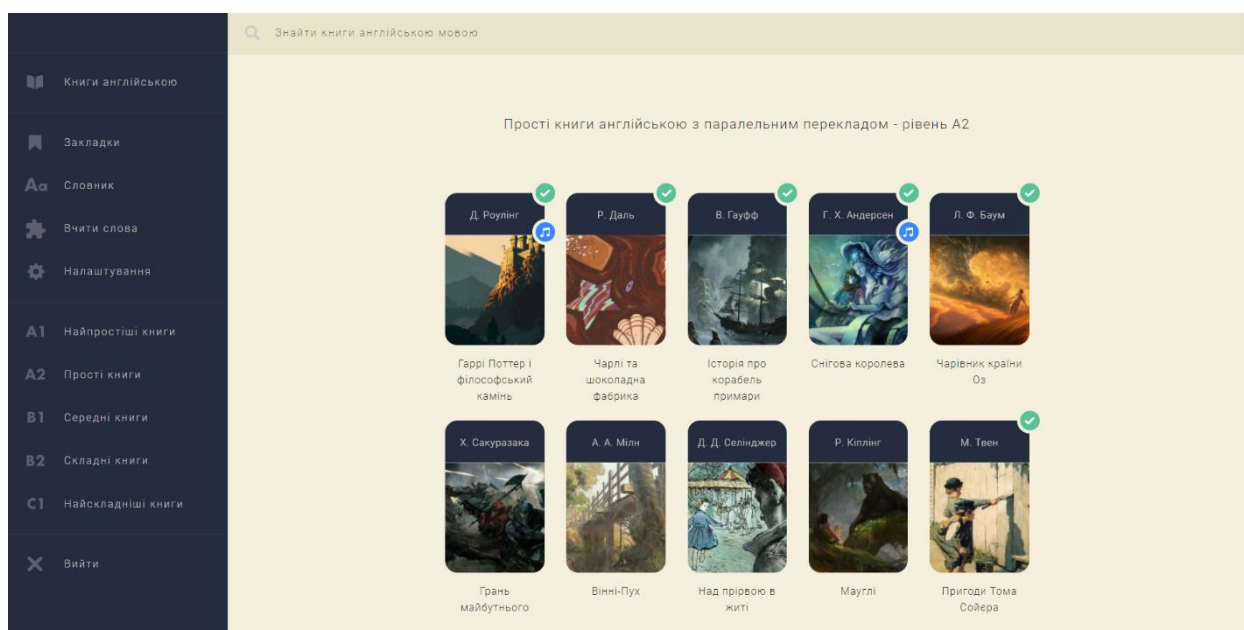 Знайти книги англійською мовою
Книги англійською
Закладки
Aa Словник
Вчити слова
Налаштування
A1 Найпростіші книги
A2 Прості книги
B1 Середні книги
B2 Складні книги
C1 Найскладніші книги
Вийти
Прості книги англійською з паралельним перекладом - рівень А2
Д. Роулінг
Р. Даль
В. Гауфф
Г. Х. Андерсен
Л. Ф. Баум
Гаррі Поттер і
філософський
камінь
Чарлі та
шоколадна
фабрика
Історія про
корабель
примари
Снігова королева
Чарівник країни
Оз
Х. Сакуразака
А. А. Мілн
Д. Д. Селінджер
Р. Кіплінг
М. Твен
Грань
майбутнього
Вінні-Пух
Над прірвою в
житі
Мауглі
Пригоди Тома
Сойєра